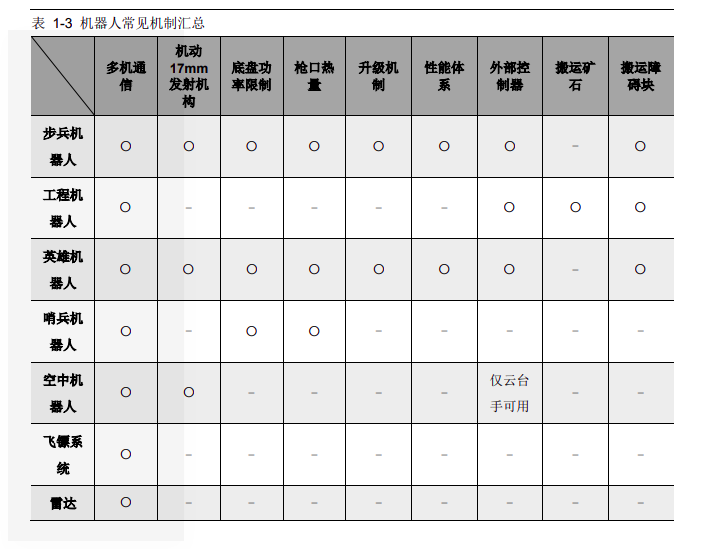 表 1-3 机器人常见机制汇总
多机通信 机动17mm发射机构 底盘功率限制 枪口热量 升级机制 性能体系 外部控制器 搬运矿石 搬运障碍块
步兵机器人 O O O O O O O – O
工程机器人 O – – – – – O O O
英雄机器人 O O O O O O O – O
哨兵机器人 O – O O – – – – –
空中机器人 O O – – – – 仅云台手可用 – –
飞镖系统 O – – – – – – – –
雷达 O – – – – – – – –